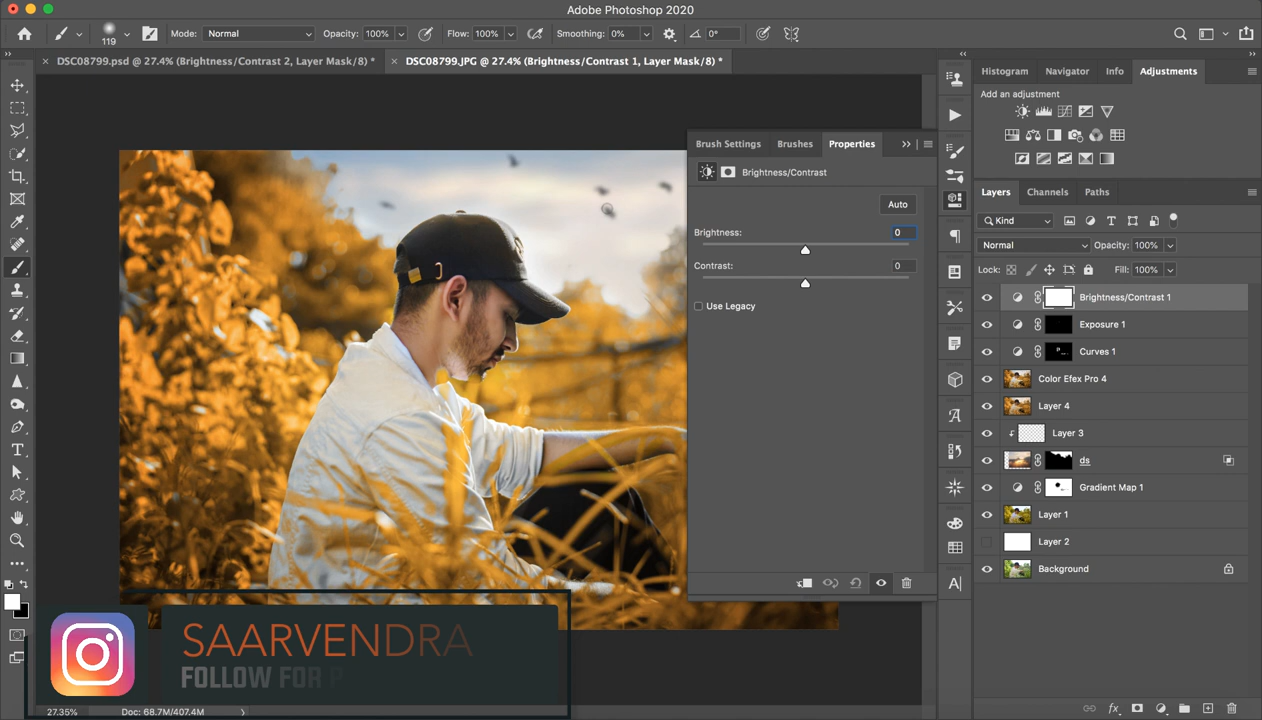 Adobe Photoshop 2020
119
Mode: Normal
Opacity: 100%
Flow: 100%
Smoothing: 0%
0°
DSC08799.psd @ 27.4% (Brightness/Contrast 2, Layer Mask/8) *
DSC08799.JPG @ 27.4% (Brightness/Contrast 1, Layer Mask/8) *
Histogram
Navigator
Info
Adjustments
Add an adjustment
Brush Settings
Brushes
Properties
Brightness/Contrast
Auto
Brightness: 0
Contrast: 0
Use Legacy
Layers
Channels
Paths
Kind
Normal
Opacity: 100%
Lock:
Fill: 100%
Brightness/Contrast 1
Exposure 1
Curves 1
Color Efex Pro 4
Layer 4
Layer 3
ds
Gradient Map 1
Layer 1
Layer 2
Background
SAARVENDRA
FOLLOW FOR P
27.35%
Doc: 68.7M/407.4M